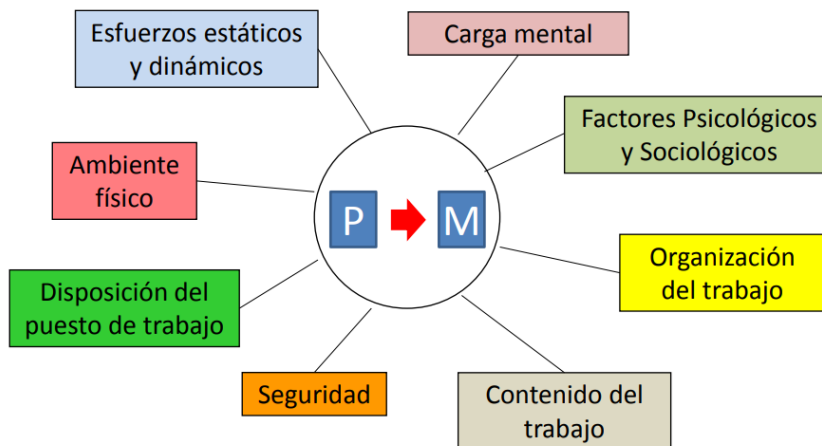 Esfuerzos estáticos
y dinámicos
Carga mental
Factores Psicológicos
y Sociológicos
Ambiente
físico
P
M
Organización
del trabajo
Disposición del
puesto de trabajo
Seguridad
Contenido del
trabajo